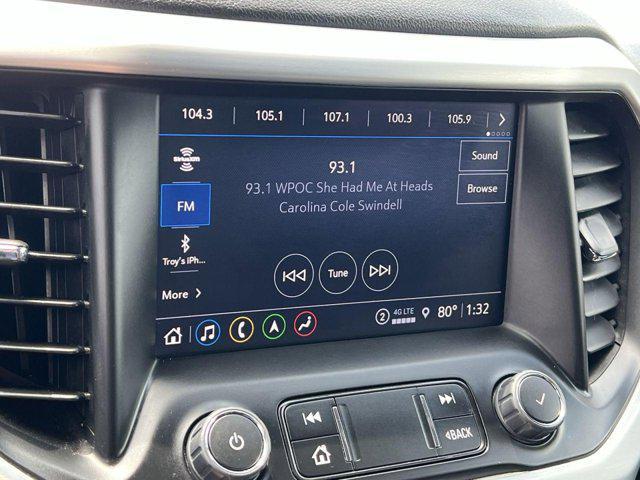 104.3 105.1 107.1 100.3 105.9
SiriusXM
93.1
Sound
93.1 WPOC She Had Me At Heads
Browse
FM
Carolina Cole Swindell
Troy's iPh...
Tune
More
2 4G LTE 80° 1:32
BACK